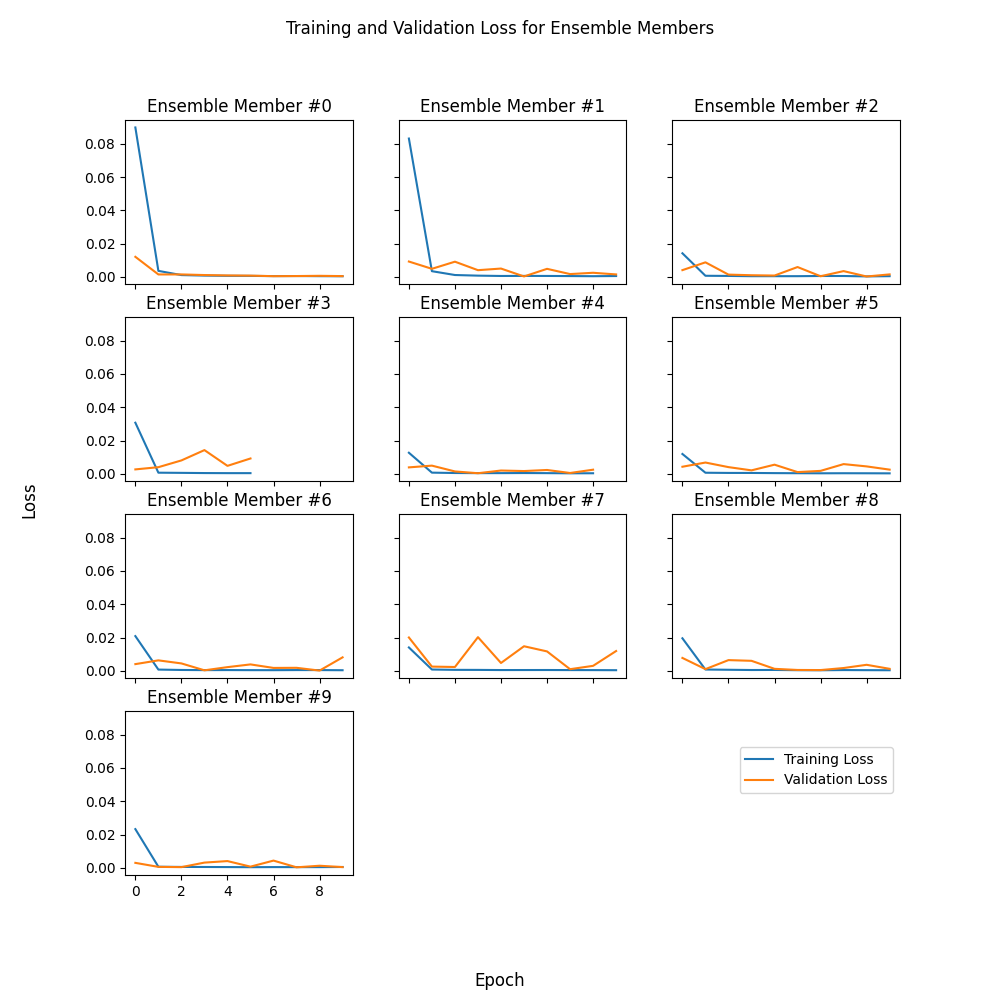 Training and Validation Loss for Ensemble Members
Ensemble Member #0
Ensemble Member #1
Ensemble Member #2
0.08
0.06
0.04
0.02
0.00
Ensemble Member #3
Ensemble Member #4
Ensemble Member #5
0.08
0.06
0.04
0.02
0.00
Loss
Ensemble Member #6
Ensemble Member #7
Ensemble Member #8
0.08
0.06
0.04
0.02
0.00
Ensemble Member #9
0.08
0.06
0.04
0.02
0.00
0 2 4 6 8
Training Loss
Validation Loss
Epoch